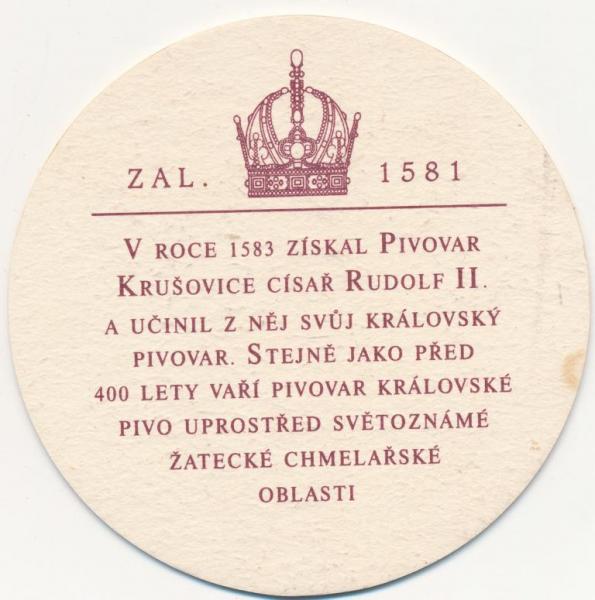 ZAL. 1581
V ROCE 1583 ZÍSKAL PIVOVAR
KRUŠOVICE CÍSAŘ RUDOLF II.
A UČINIL Z NĚJ SVŮJ KRÁLOVSKÝ
PIVOVAR. STEJNĚ JAKO PŘED
400 LETY VAŘÍ PIVOVAR KRÁLOVSKÉ
PIVO UPROSTŘED SVĚTOZNÁMÉ
ŽATECKÉ CHMELAŘSKÉ
OBLASTI